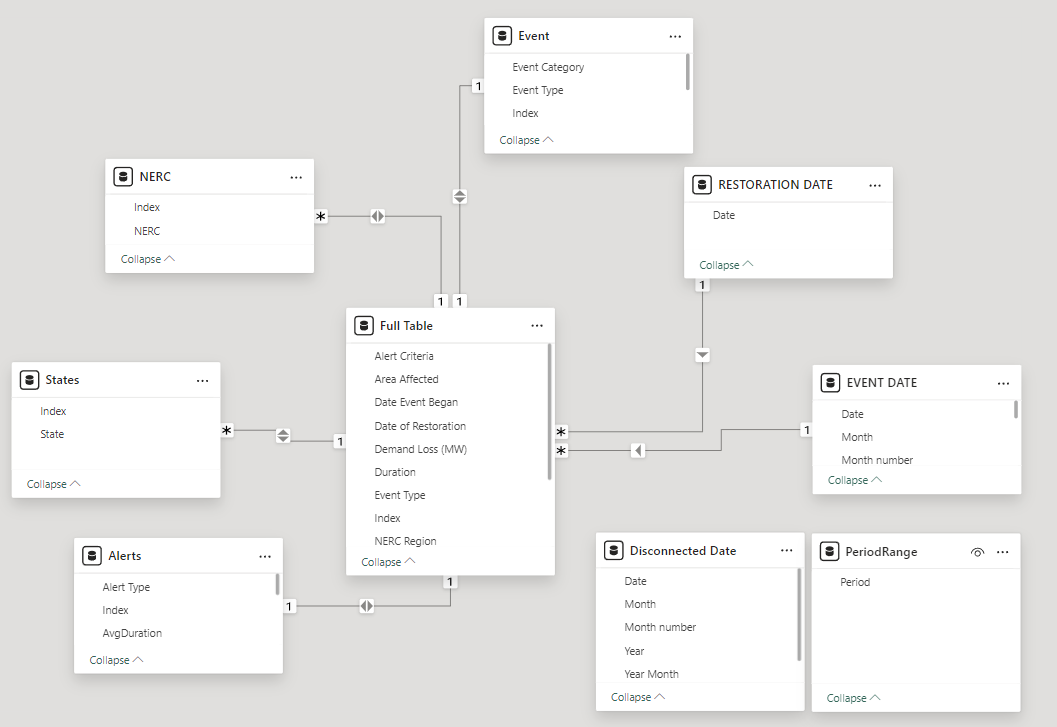 Event
Event Category
Event Type
Index
Collapse
1
NERC
Index
NERC
Collapse
*
RESTORATION DATE
Date
Collapse
1
1
1
Full Table
Alert Criteria
Area Affected
Date Event Began
Date of Restoration
Demand Loss (MW)
Duration
Event Type
Index
NERC Region
Collapse
States
Index
State
Collapse
*
1
*
*
1
EVENT DATE
Date
Month
Month number
Collapse
Alerts
Alert Type
Index
AvgDuration
Collapse
1
1
Disconnected Date
Date
Month
Month number
Year
Year Month
Collapse
PeriodRange
Period
Collapse